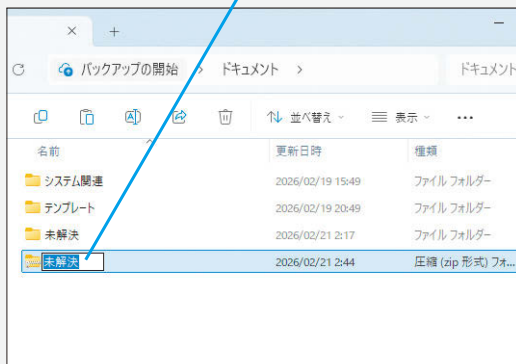 バックアップの開始 > ドキュメント > ドキュメント
並べ替え 表示 ...
名前 更新日時 種類
システム関連 2026/02/19 15:49 ファイル フォルダー
テンプレート 2026/02/19 20:49 ファイル フォルダー
未解決 2026/02/21 2:17 ファイル フォルダー
未解決 2026/02/21 2:44 圧縮 (zip 形式) フォ...